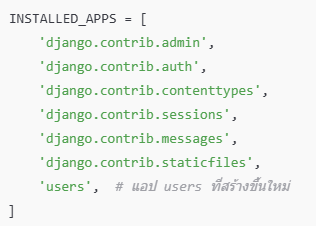 INSTALLED_APPS = [
    'django.contrib.admin',
    'django.contrib.auth',
    'django.contrib.contenttypes',
    'django.contrib.sessions',
    'django.contrib.messages',
    'django.contrib.staticfiles',
    'users',  # แอป users ที่สร้างขึ้นใหม่
]